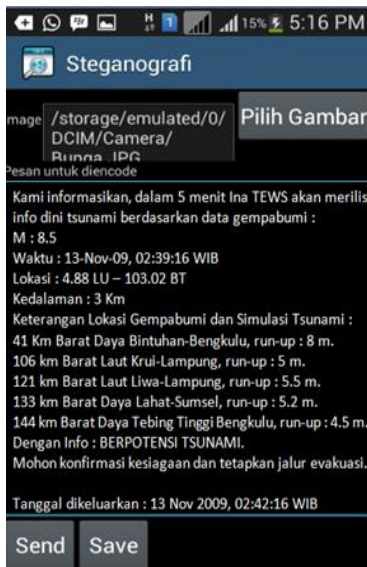 15% 5:16 PM
Steganografi
mage
/storage/emulated/0/
DCIM/Camera/
Bunga.JPG
Pilih Gambar
Pesan untuk diencode
Kami informasikan, dalam 5 menit Ina TEWS akan merilis
info dini tsunami berdasarkan data gempabumi :
M : 8.5
Waktu : 13-Nov-09, 02:39:16 WIB
Lokasi : 4.88 LU – 103.02 BT
Kedalaman : 3 Km
Keterangan Lokasi Gempabumi dan Simulasi Tsunami :
41 Km Barat Daya Bintuhan-Bengkulu, run-up : 8 m.
106 km Barat Laut Krui-Lampung, run-up : 5 m.
121 km Barat Laut Liwa-Lampung, run-up : 5.5 m.
133 km Barat Daya Lahat-Sumsel, run-up : 5.2 m.
144 km Barat Daya Tebing Tinggi Bengkulu, run-up : 4.5 m.
Dengan Info : BERPOTENSI TSUNAMI.
Mohon konfirmasi kesiagaan dan tetapkan jalur evakuasi.
Tanggal dikeluarkan : 13 Nov 2009, 02:42:16 WIB
Send Save